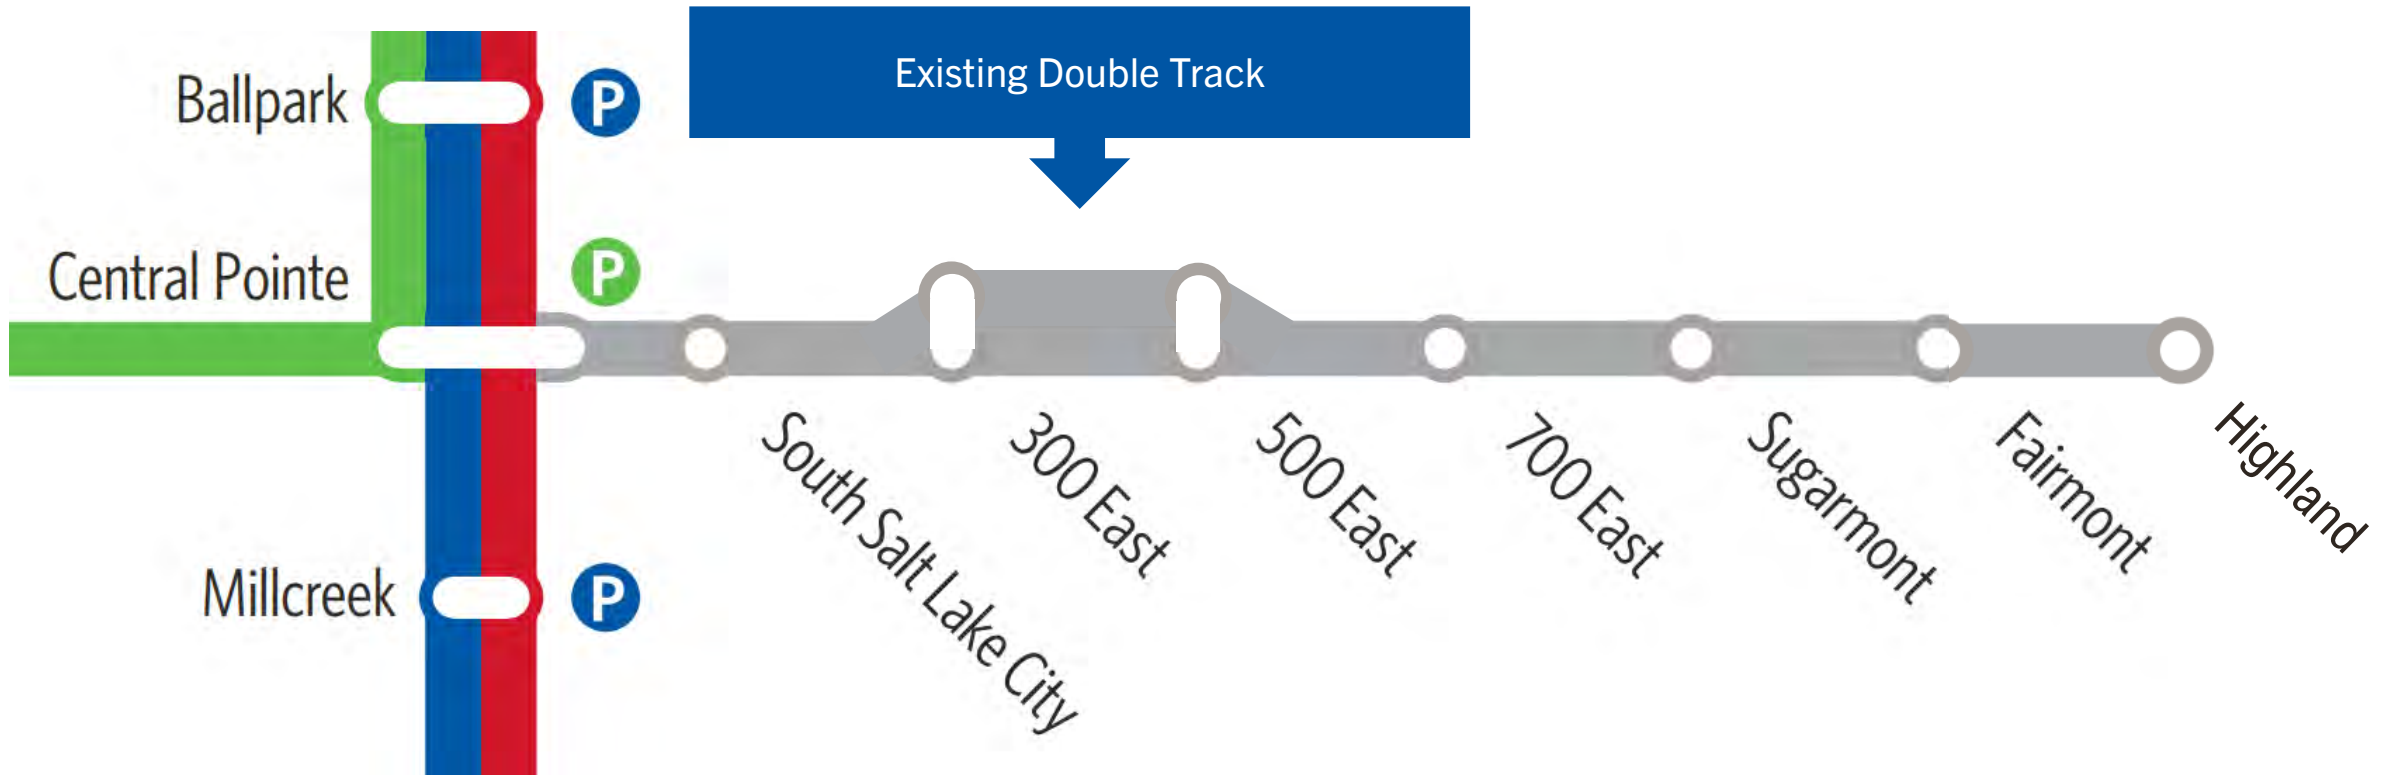 Existing Double Track
Ballpark
P
Central Pointe
P
Millcreek
P
South Salt Lake City
300 East
500 East
700 East
Sugarmont
Fairmont
Highland